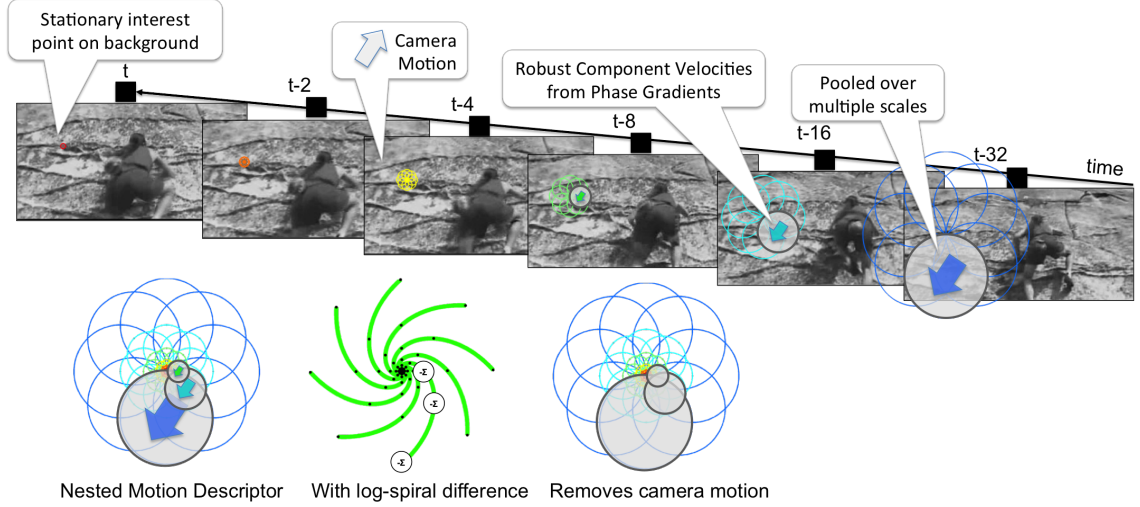 Stationary interest
point on background
Camera
Motion
Robust Component Velocities
from Phase Gradients
Pooled over
multiple scales
t
t-2
t-4
t-8
t-16
t-32
time
-Σ
-Σ
-Σ
Nested Motion Descriptor
With log-spiral difference
Removes camera motion